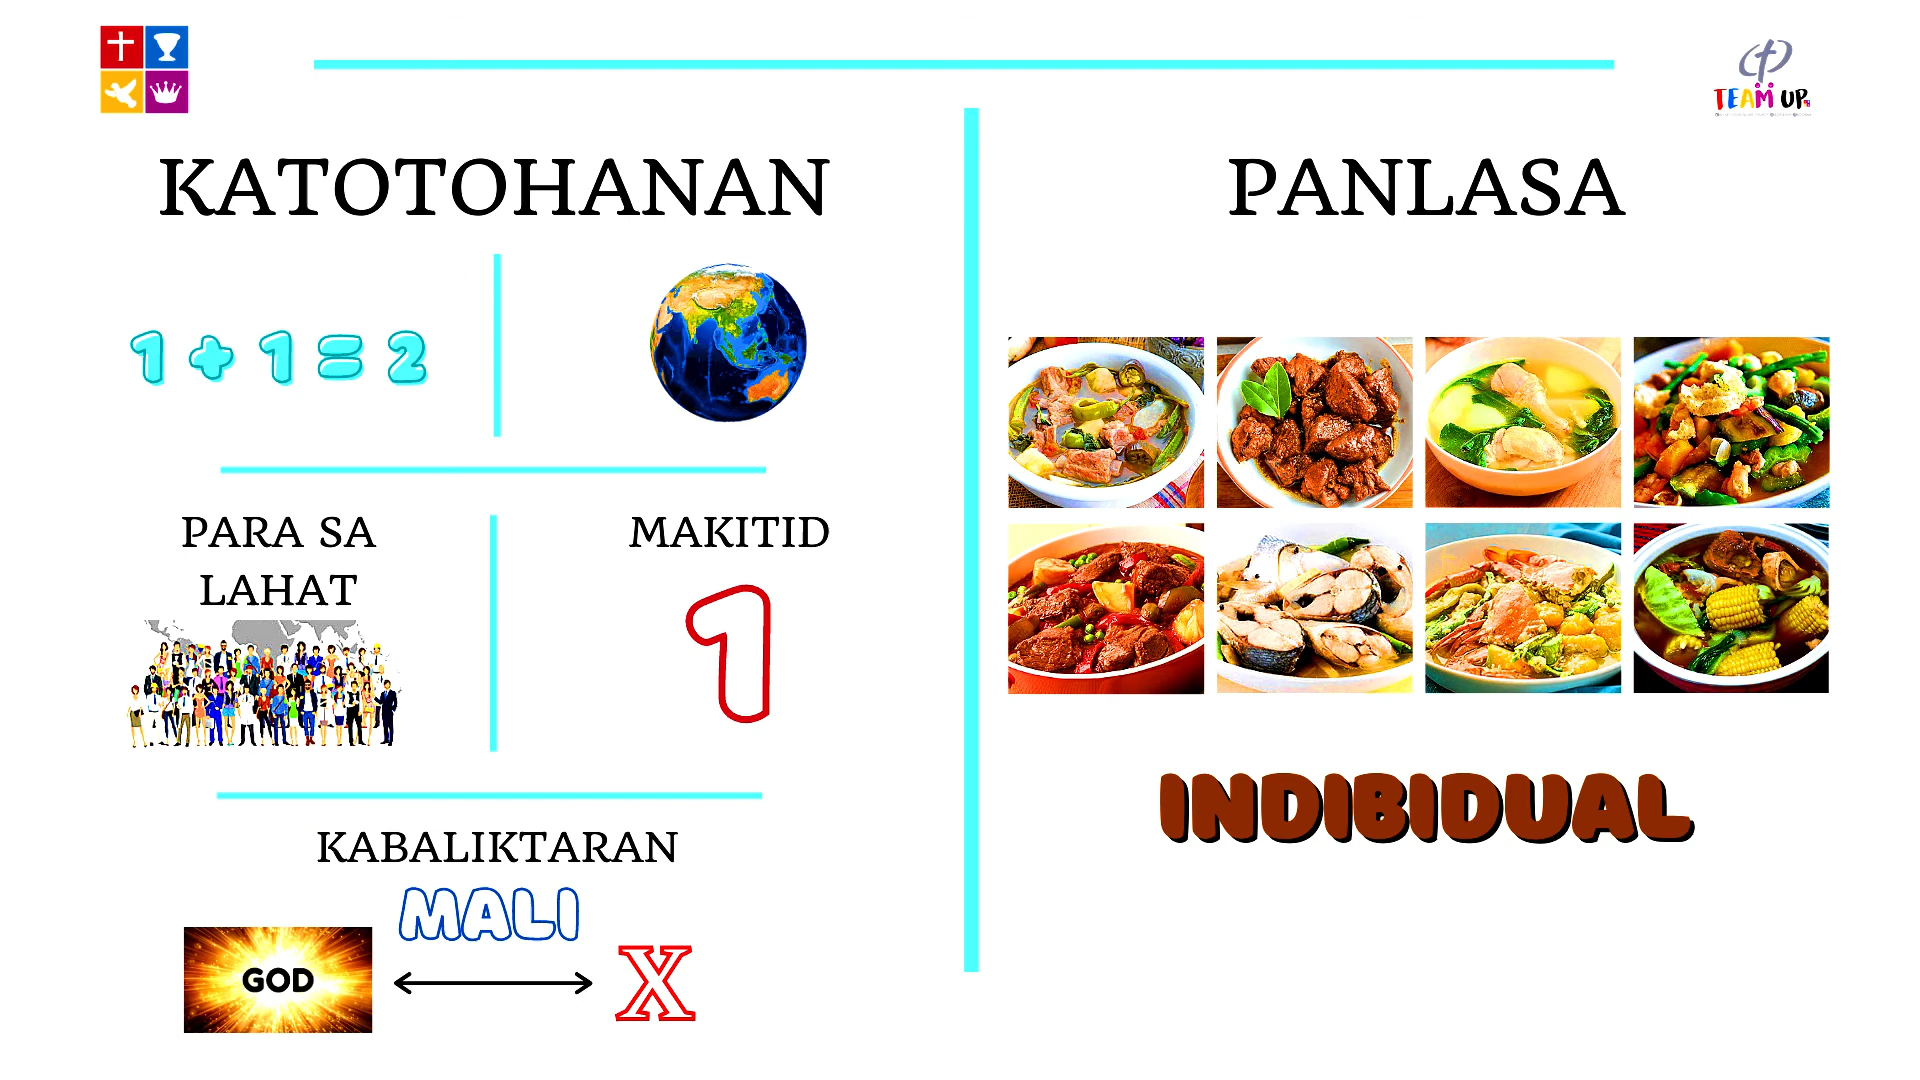 TEAM UP
KATOTOHANAN
1 + 1 = 2
PARA SA
LAHAT
MAKITID
1
KABALIKTARAN
MALI
GOD
X
PANLASA
INDIBIDUAL